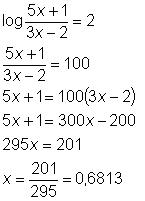 log (5x+1)/(3x−2) = 2
(5x+1)/(3x−2) = 100
5x+1=100(3x−2)
5x+1=300x−200
295x=201
x = 201/295 = 0,6813